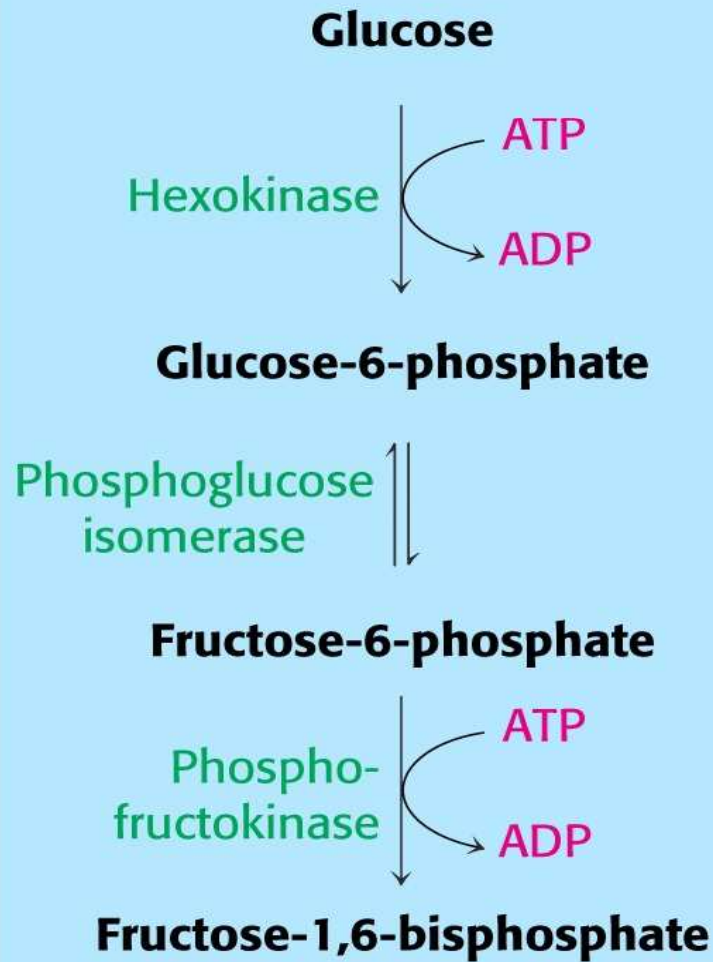 Glucose
ATP
Hexokinase
ADP
Glucose-6-phosphate
Phosphoglucose
isomerase
Fructose-6-phosphate
ATP
Phospho-
fructokinase
ADP
Fructose-1,6-bisphosphate